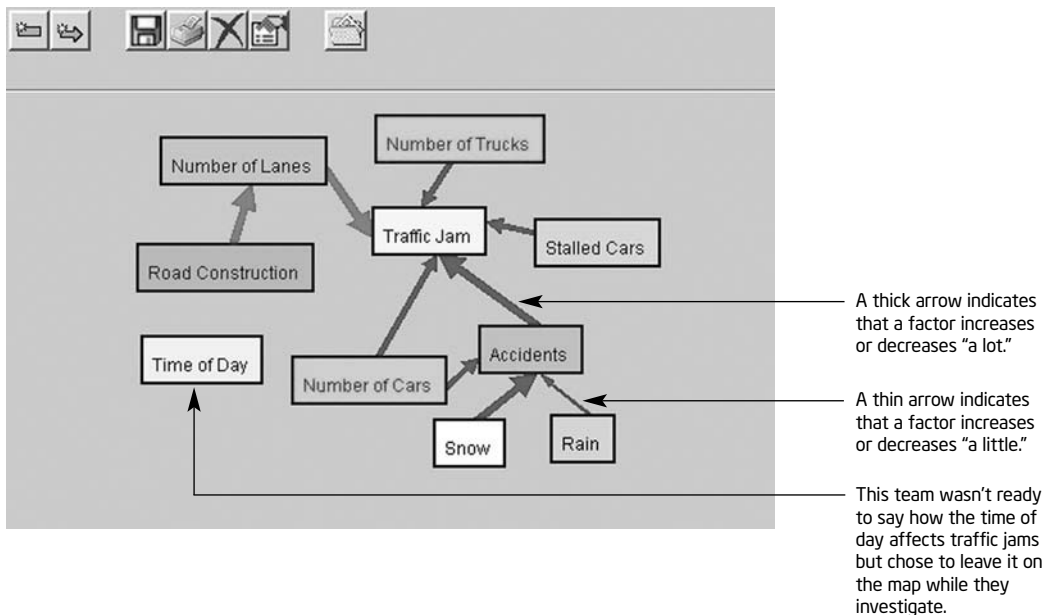 Number of Trucks
Number of Lanes
Traffic Jam
Stalled Cars
Road Construction
Accidents
Time of Day
Number of Cars
Snow
Rain
A thick arrow indicates
that a factor increases
or decreases “a lot.”
A thin arrow indicates
that a factor increases
or decreases “a little.”
This team wasn’t ready
to say how the time of
day affects traffic jams
but chose to leave it on
the map while they
investigate.